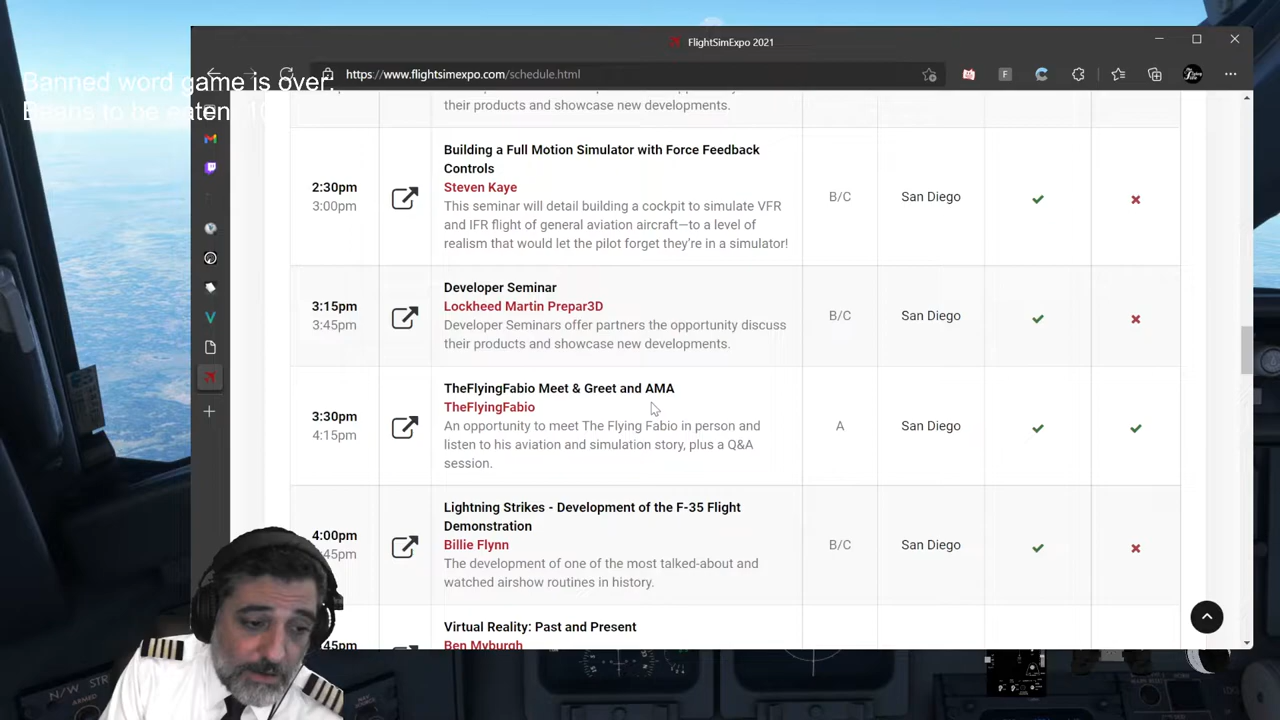 FlightSimExpo 2021
https://www.flightsimexpo.com/schedule.html
Banned word game is over.
Beans to be eaten: 10
their products and showcase new developments.
2:30pm
3:00pm
Building a Full Motion Simulator with Force Feedback
Controls
Steven Kaye
This seminar will detail building a cockpit to simulate VFR
and IFR flight of general aviation aircraft—to a level of
realism that would let the pilot forget they're in a simulator!
B/C
San Diego
3:15pm
3:45pm
Developer Seminar
Lockheed Martin Prepar3D
Developer Seminars offer partners the opportunity discuss
their products and showcase new developments.
B/C
San Diego
3:30pm
4:15pm
TheFlyingFabio Meet & Greet and AMA
TheFlyingFabio
An opportunity to meet The Flying Fabio in person and
listen to his aviation and simulation story, plus a Q&A
session.
A
San Diego
4:00pm
45pm
Lightning Strikes - Development of the F-35 Flight
Demonstration
Billie Flynn
The development of one of the most talked-about and
watched airshow routines in history.
B/C
San Diego
45pm
Virtual Reality: Past and Present
Ben Myburgh
N/W STR